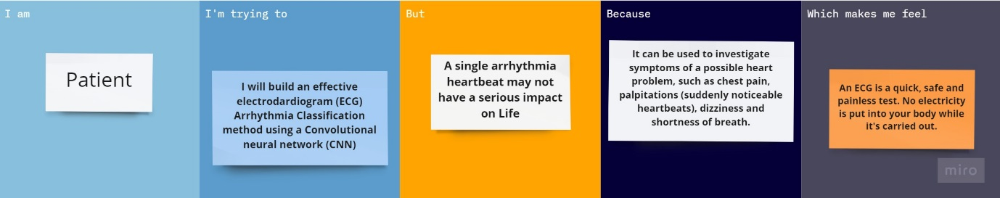 I am
Patient
I'm trying to
I will build an effective
electrodardiogram (ECG)
Arrhythmia Classification
method using a Convolutional
neural network (CNN)
But
A single arrhythmia
heartbeat may not
have a serious impact
on Life
Because
It can be used to investigate
symptoms of a possible heart
problem, such as chest pain,
palpitations (suddenly noticeable
heartbeats), dizziness and
shortness of breath.
Which makes me feel
An ECG is a quick, safe and
painless test. No electricity
is put into your body while
it's carried out.
miro